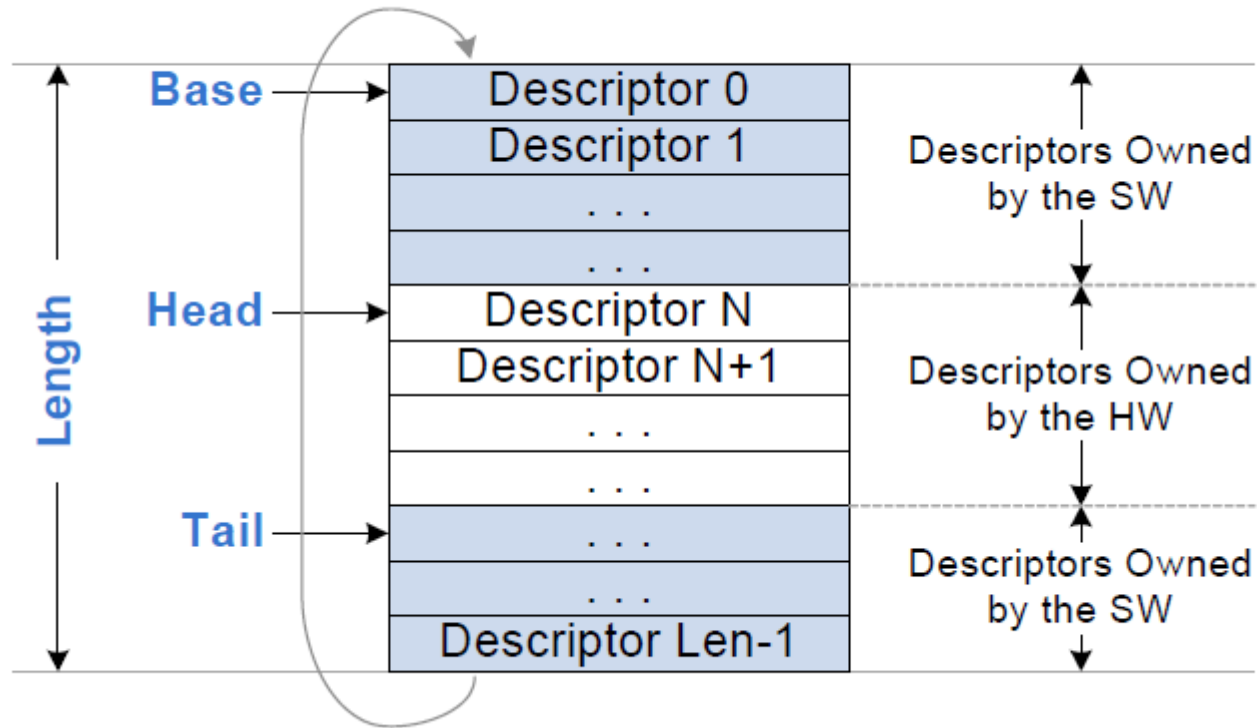 Base
Descriptor 0
Descriptor 1
. . .
. . .
Descriptors Owned
by the SW
Length
Head
Descriptor N
Descriptor N+1
. . .
. . .
Descriptors Owned
by the HW
Tail
. . .
. . .
Descriptor Len-1
Descriptors Owned
by the SW